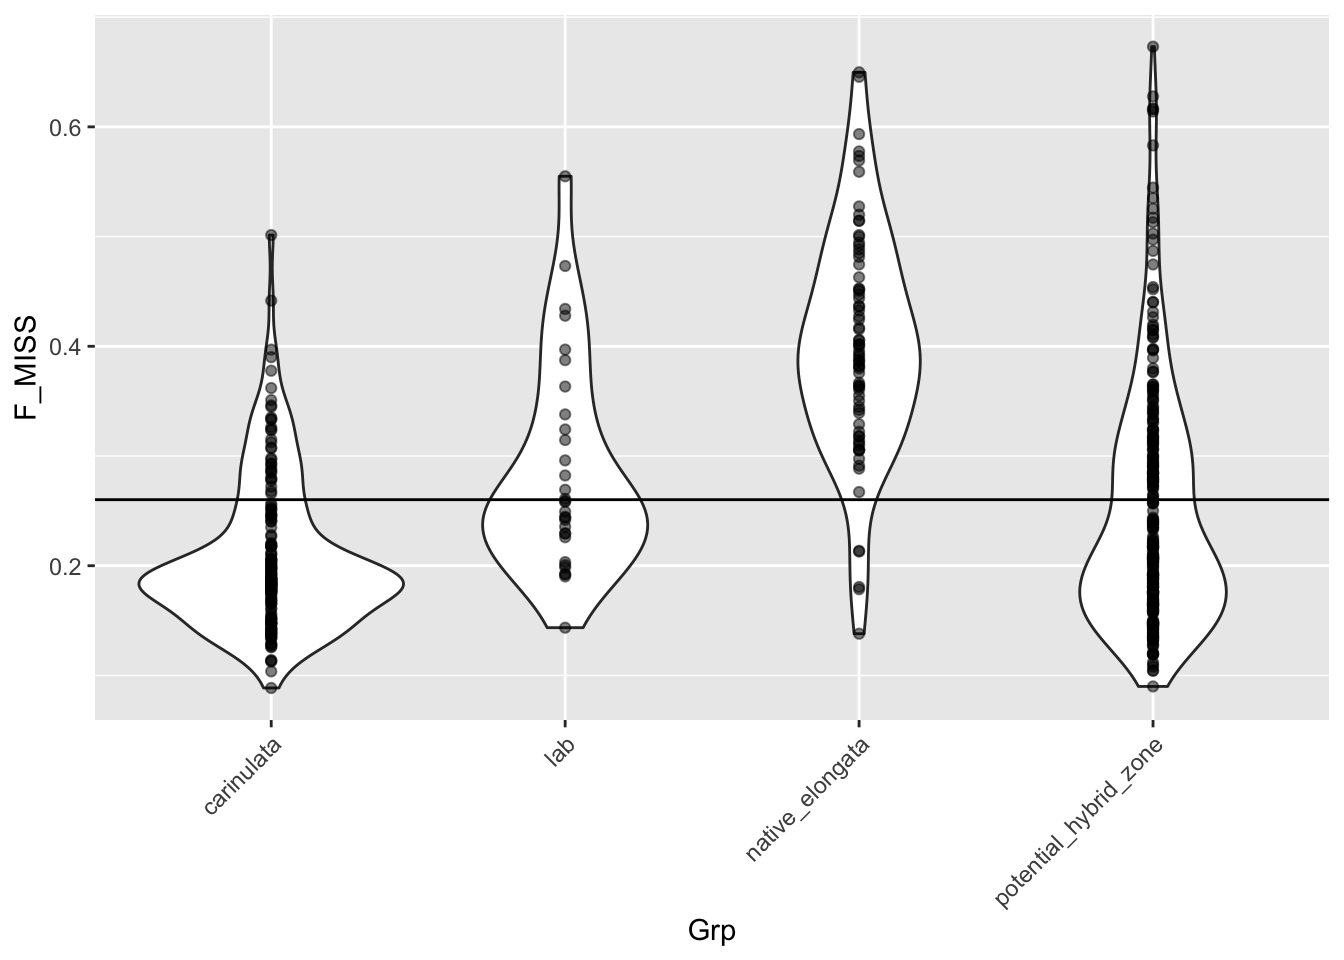 F_MISS
0.6
0.4
0.2
carinulata
lab
native_elongata
potential_hybrid_zone
Grp